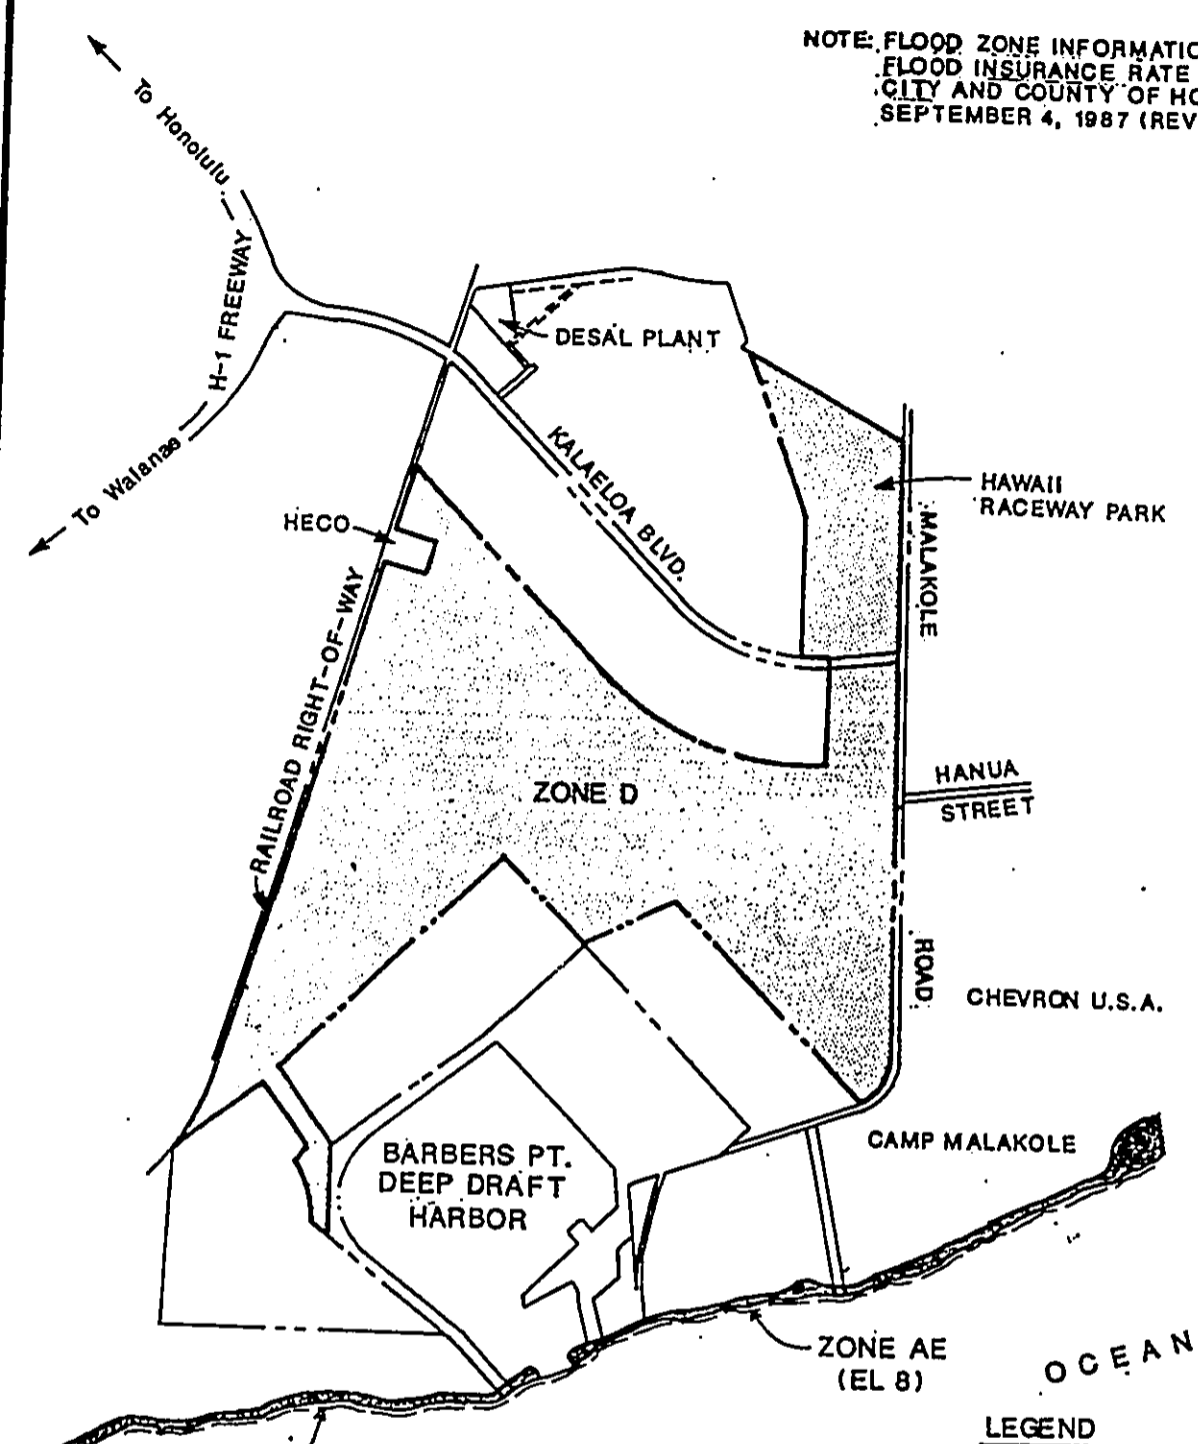 NOTE: FLOOD ZONE INFORMATIO
FLOOD INSURANCE RATE
CITY AND COUNTY OF HO
SEPTEMBER 4, 1987 (REV
To Honolulu
H-1 FREEWAY
To Waianae
DESAL PLANT
KALAELOA BLVD.
HAWAII
RACEWAY PARK
HECO
MALAKOLE
RAILROAD RIGHT-OF-WAY
ZONE D
HANUA
STREET
ROAD
CHEVRON U.S.A.
CAMP MALAKOLE
BARBERS PT.
DEEP DRAFT
HARBOR
ZONE AE
(EL 8)
OCEAN
LEGEND